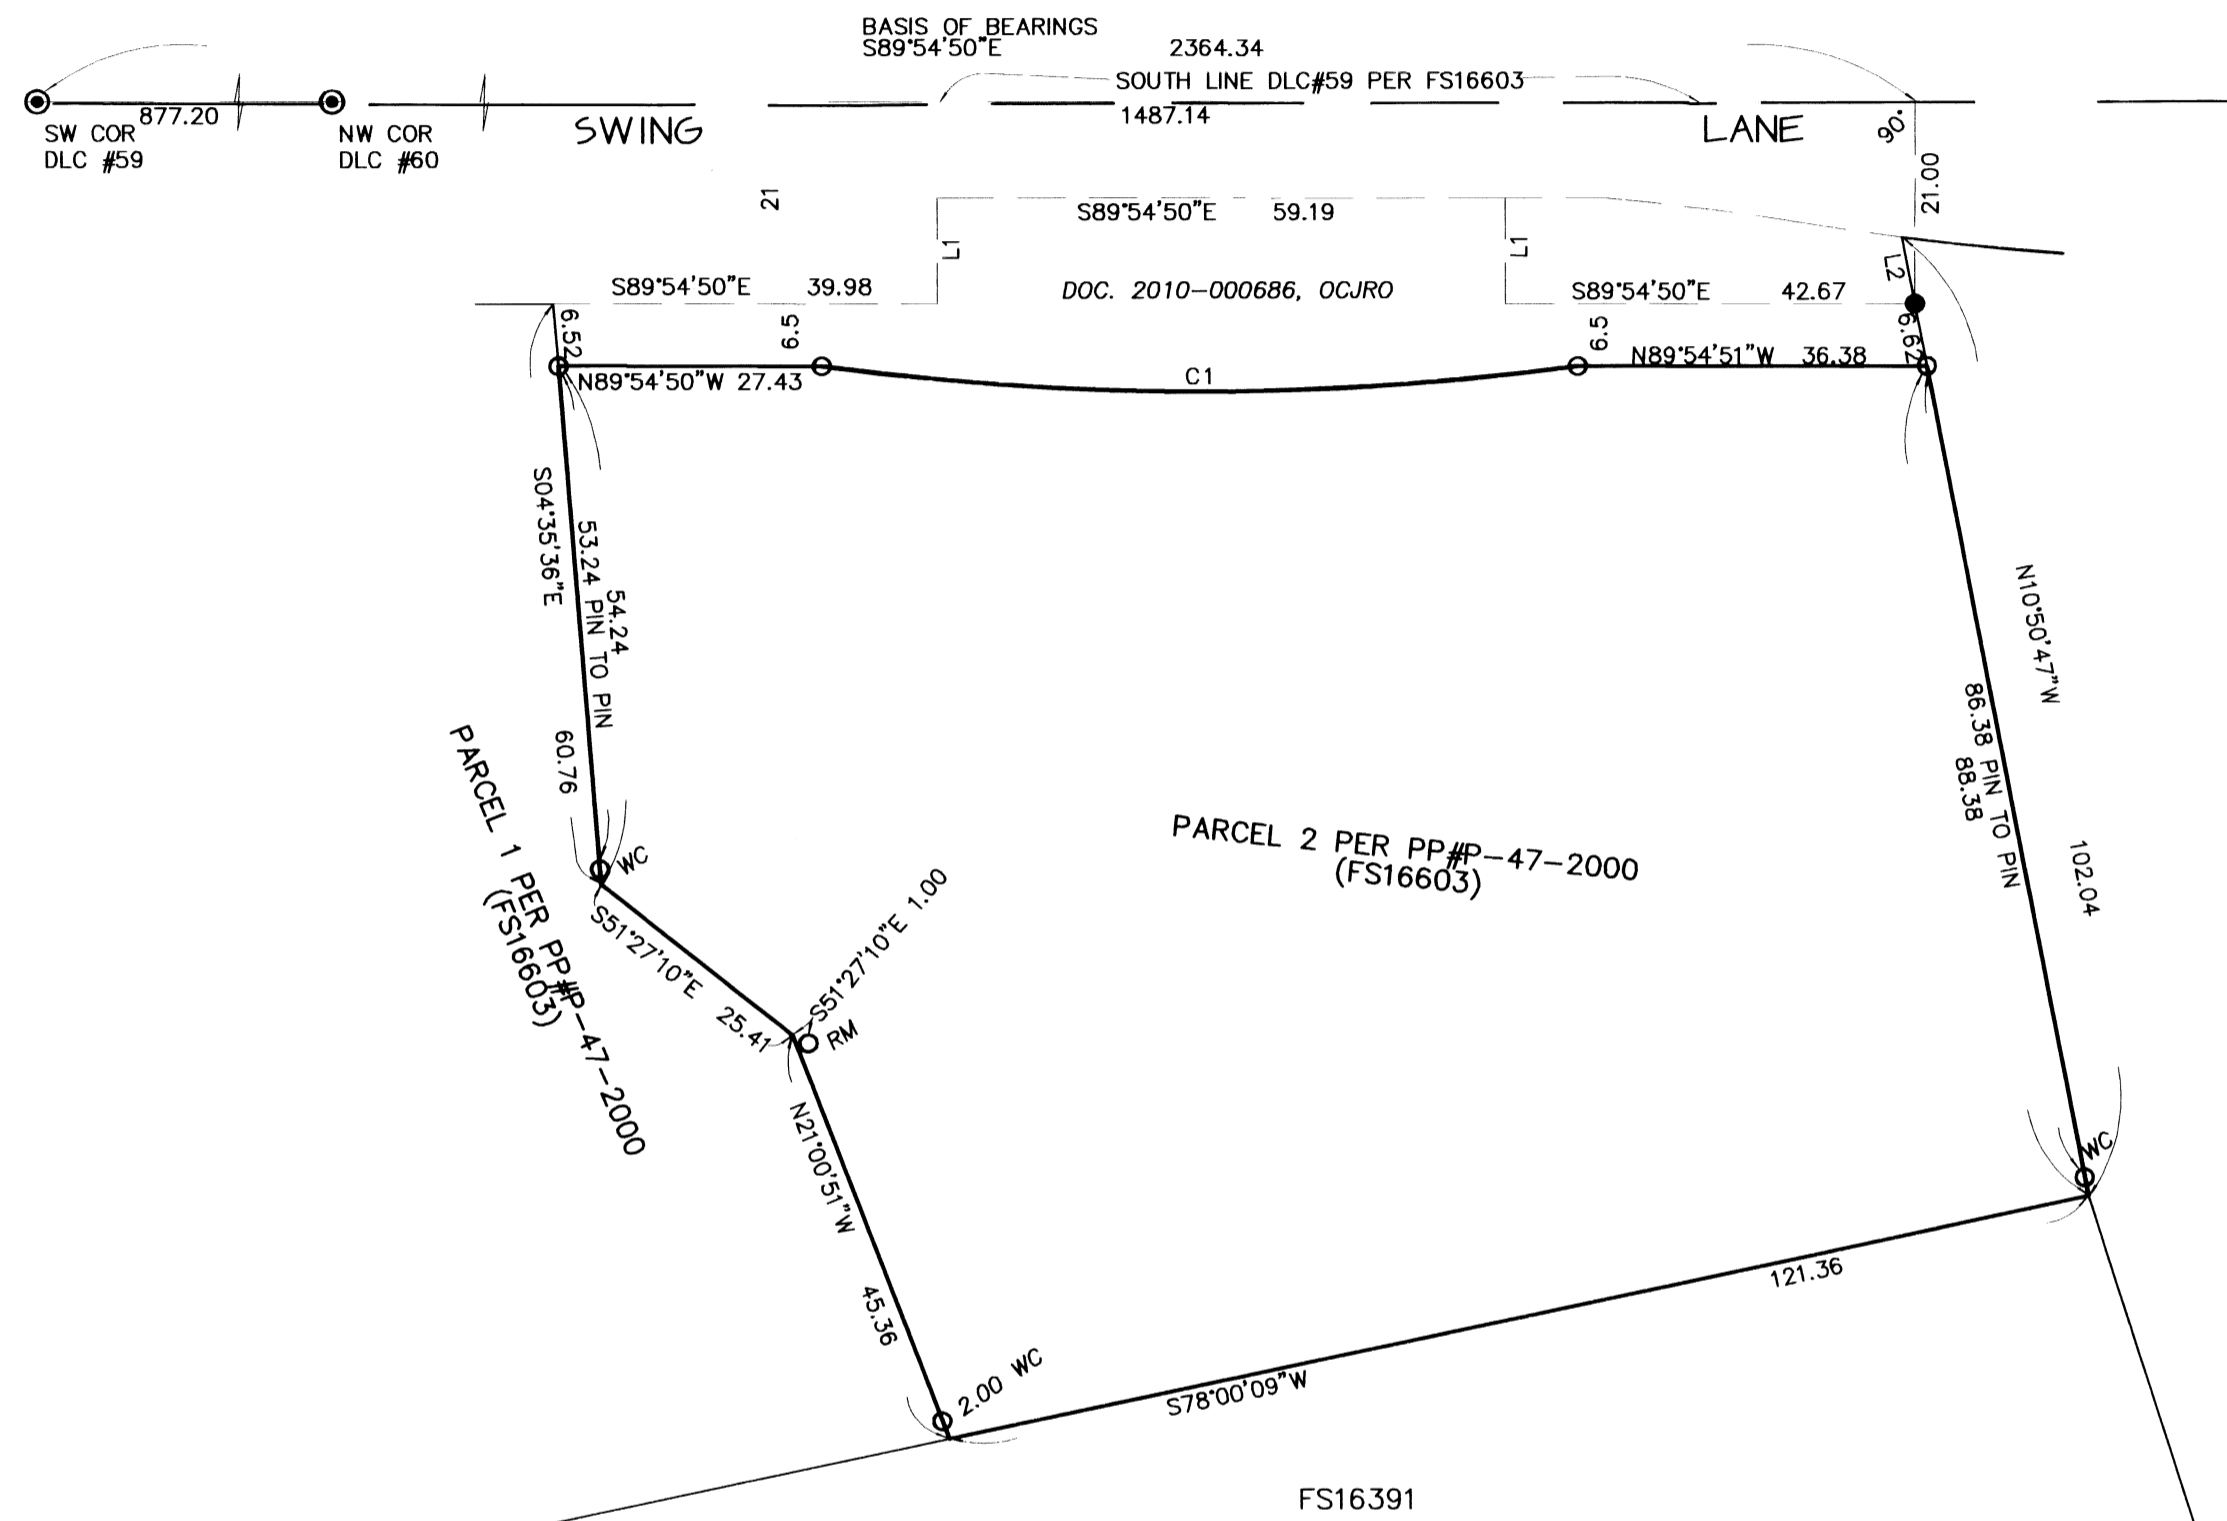 BASIS OF BEARINGS
S89°54'50"E 2364.34
SOUTH LINE DLC#59 PER FS16603
877.20
1487.14
SW COR
DLC #59
NW COR
DLC #60
SWING LANE
90°
21.00
21
S89°54'50"E 59.19
L1
L1
L2
S89°54'50"E 39.98
DOC. 2010-000686, OCJRO
S89°54'50"E 42.67
6.52
6.5
6.5
6.62
N89°54'50"W 27.43
C1
N89°54'51"W 36.38
S04°35'36"E
53.24 PIN TO PIN
54.24
60.76
N10°50'47"W
86.38 PIN TO PIN
88.38
102.04
PARCEL 1 PER PP#P-47-2000
(FS16603)
PARCEL 2 PER PP#P-47-2000
(FS16603)
WC
S51°27'10"E 25.41
S51°27'10"E 1.00
RM
WC
N21°00'51"W
45.36
2.00 WC
121.36
S78°00'09"W
FS16391